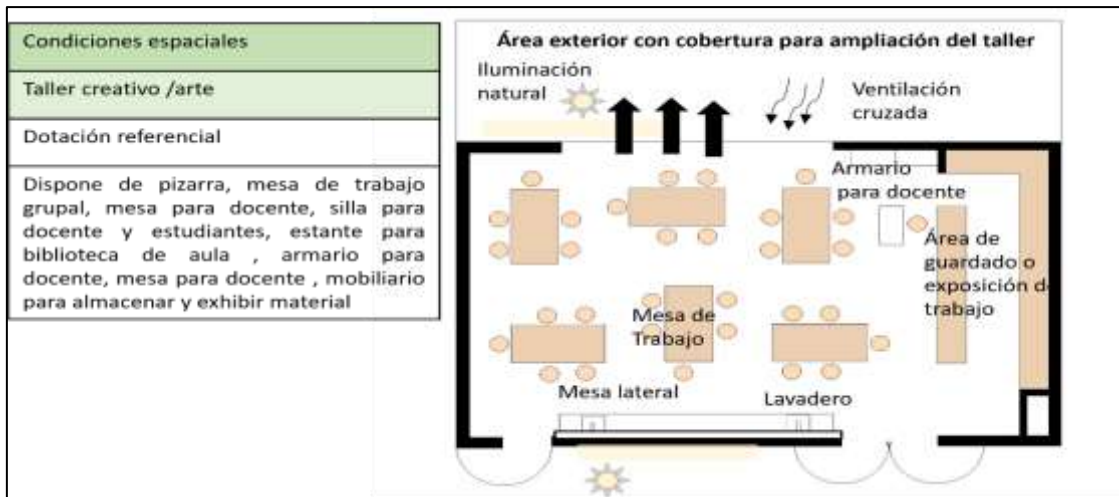 Condiciones espaciales
Taller creativo /arte
Dotación referencial
Dispone de pizarra, mesa de trabajo
grupal, mesa para docente, silla para
docente y estudiantes, estante para
biblioteca de aula , armario para
docente, mesa para docente , mobiliario
para almacenar y exhibir material
Área exterior con cobertura para ampliación del taller
Iluminación
natural
Ventilación
cruzada
Armario
para docente
Área de
guardado o
exposición de
trabajo
Mesa de
Trabajo
Mesa lateral
Lavadero